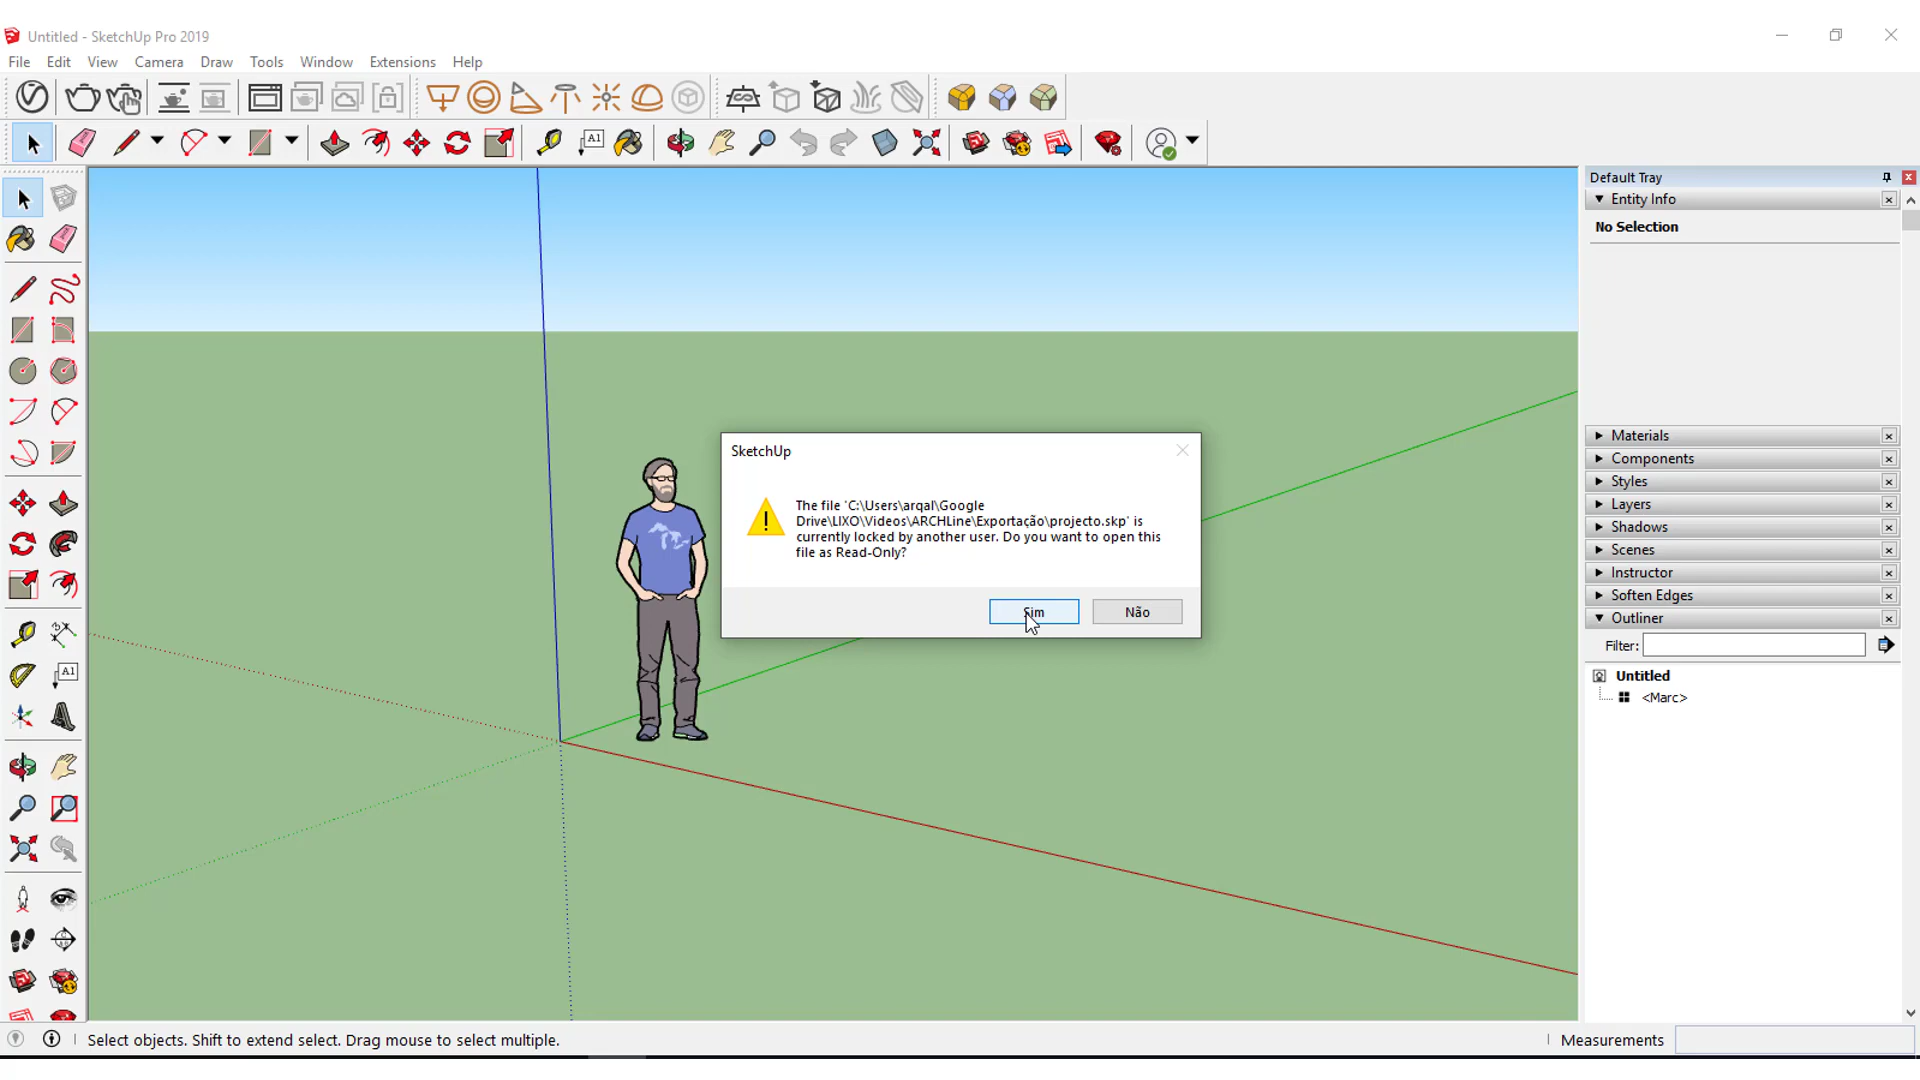 Untitled - SketchUp Pro 2019
File Edit View Camera Draw Tools Window Extensions Help
A1
Default Tray
Entity Info
No Selection
SketchUp
The file 'C:\Users\arqal\Google
Drive\LIXO\Videos\ARCHLine\Exportação\projecto.skp' is
currently locked by another user. Do you want to open this
file as Read-Only?
Sim Não
Materials
Components
Styles
Layers
Shadows
Scenes
Instructor
Soften Edges
Outliner
Filter:
Untitled
<Marc>
A1
Select objects. Shift to extend select. Drag mouse to select multiple.
Measurements